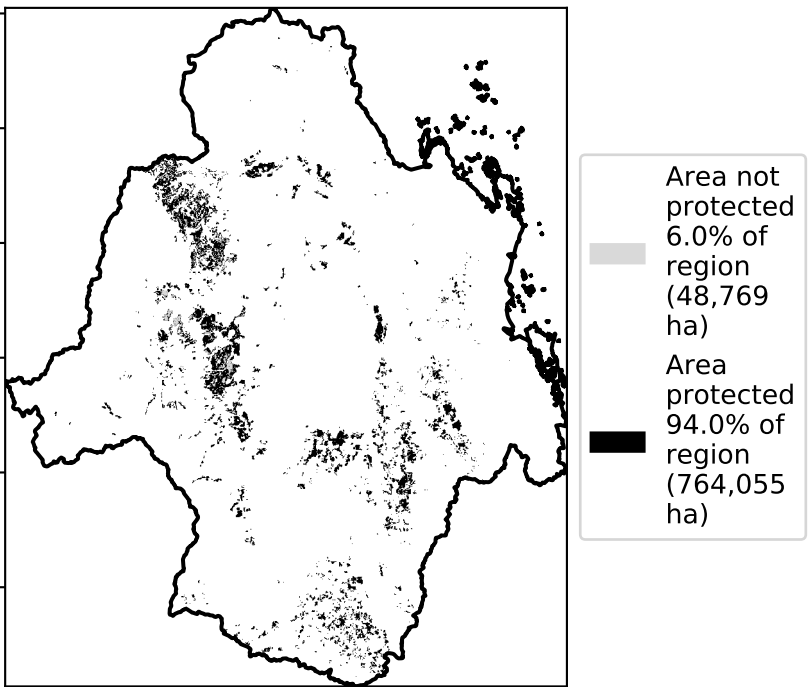 Area not
protected
6.0% of
region
(48,769
ha)
Area
protected
94.0% of
region
(764,055
ha)